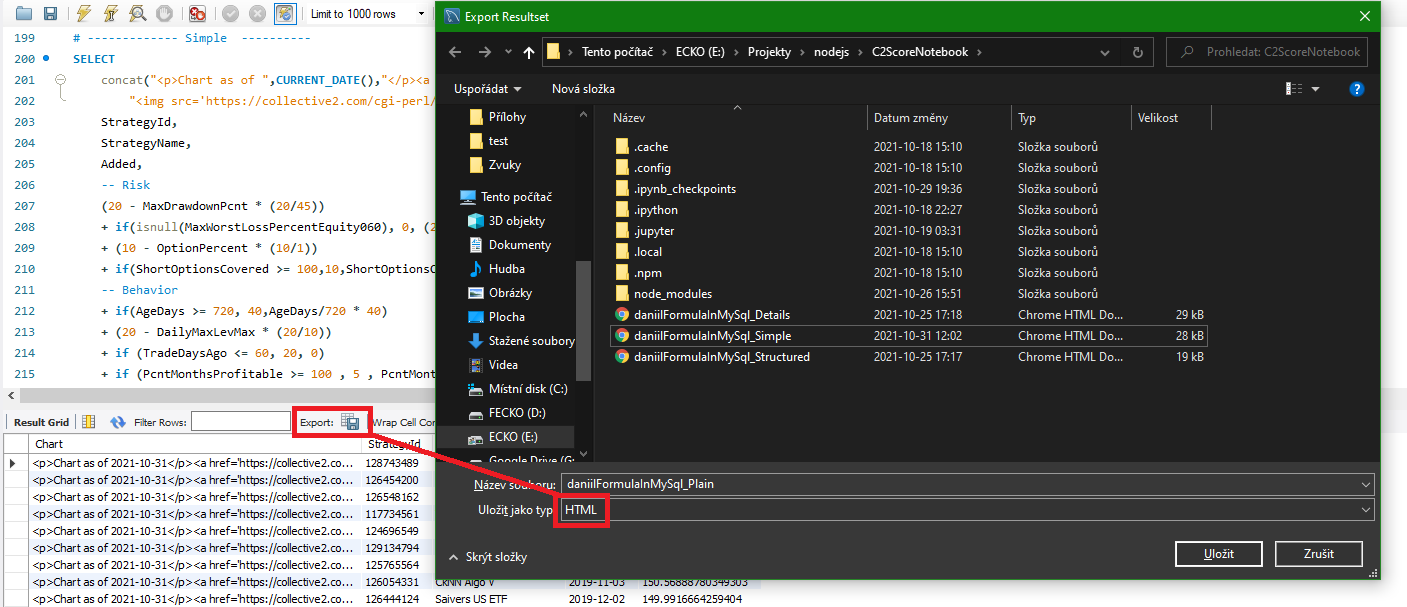 Limit to 1000 rows
199 # ------------- Simple ----------
200 SELECT
201 concat("<p>Chart as of ",CURRENT_DATE(),"</p><a
202 "<img src='https://collective2.com/cgi-perl/
203 StrategyId,
204 StrategyName,
205 Added,
206 -- Risk
207 (20 - MaxDrawdownPcnt * (20/45))
208 + if(isnull(MaxWorstLossPercentEquity060), 0, (2
209 + (10 - OptionPercent * (10/1))
210 + if(ShortOptionsCovered >= 100,10,ShortOptionsC
211 -- Behavior
212 + if(AgeDays >= 720, 40,AgeDays/720 * 40)
213 + (20 - DailyMaxLevMax * (20/10))
214 + if (TradeDaysAgo <= 60, 20, 0)
215 + if (PcntMonthsProfitable >= 100 , 5 , PcntMont
Result Grid Filter Rows: Export: Wrap Cell Con
Chart StrategyId
<p>Chart as of 2021-10-31</p><a href='https://collective2.co... 128743489
<p>Chart as of 2021-10-31</p><a href='https://collective2.co... 126454200
<p>Chart as of 2021-10-31</p><a href='https://collective2.co... 126548162
<p>Chart as of 2021-10-31</p><a href='https://collective2.co... 117734561
<p>Chart as of 2021-10-31</p><a href='https://collective2.co... 124696549
<p>Chart as of 2021-10-31</p><a href='https://collective2.co... 129134794
<p>Chart as of 2021-10-31</p><a href='https://collective2.co... 125765564
<p>Chart as of 2021-10-31</p><a href='https://collective2.co... 126054331 CkNN Algo V 2019-11-03 150.56888780349303
<p>Chart as of 2021-10-31</p><a href='https://collective2.co... 126444124 Saivers US ETF 2019-12-02 149.9916664259404
Export Resultset
Tento počítač › ECKO (E:) › Projekty › nodejs › C2ScoreNotebook ›
Prohledat: C2ScoreNotebook
Uspořádat Nová složka
Přílohy
test
Zvuky
Tento počítač
3D objekty
Dokumenty
Hudba
Obrázky
Plocha
Stažené soubory
Videa
Místní disk (C:)
FECKO (D:)
ECKO (E:)
Google Drive (G:
Název Datum změny Typ Velikost
.cache 2021-10-18 15:10 Složka souborů
.config 2021-10-18 15:10 Složka souborů
.ipynb_checkpoints 2021-10-29 19:36 Složka souborů
.ipython 2021-10-18 22:27 Složka souborů
.jupyter 2021-10-19 03:31 Složka souborů
.local 2021-10-18 15:10 Složka souborů
.npm 2021-10-18 15:10 Složka souborů
node_modules 2021-10-26 15:51 Složka souborů
daniilFormulaInMySql_Details 2021-10-25 17:18 Chrome HTML Do... 29 kB
daniilFormulaInMySql_Simple 2021-10-31 12:02 Chrome HTML Do... 28 kB
daniilFormulaInMySql_Structured 2021-10-25 17:17 Chrome HTML Do... 19 kB
Název souboru: daniilFormulaInMySql_Plain
Uložit jako typ HTML
Skrýt složky
Uložit Zrušit